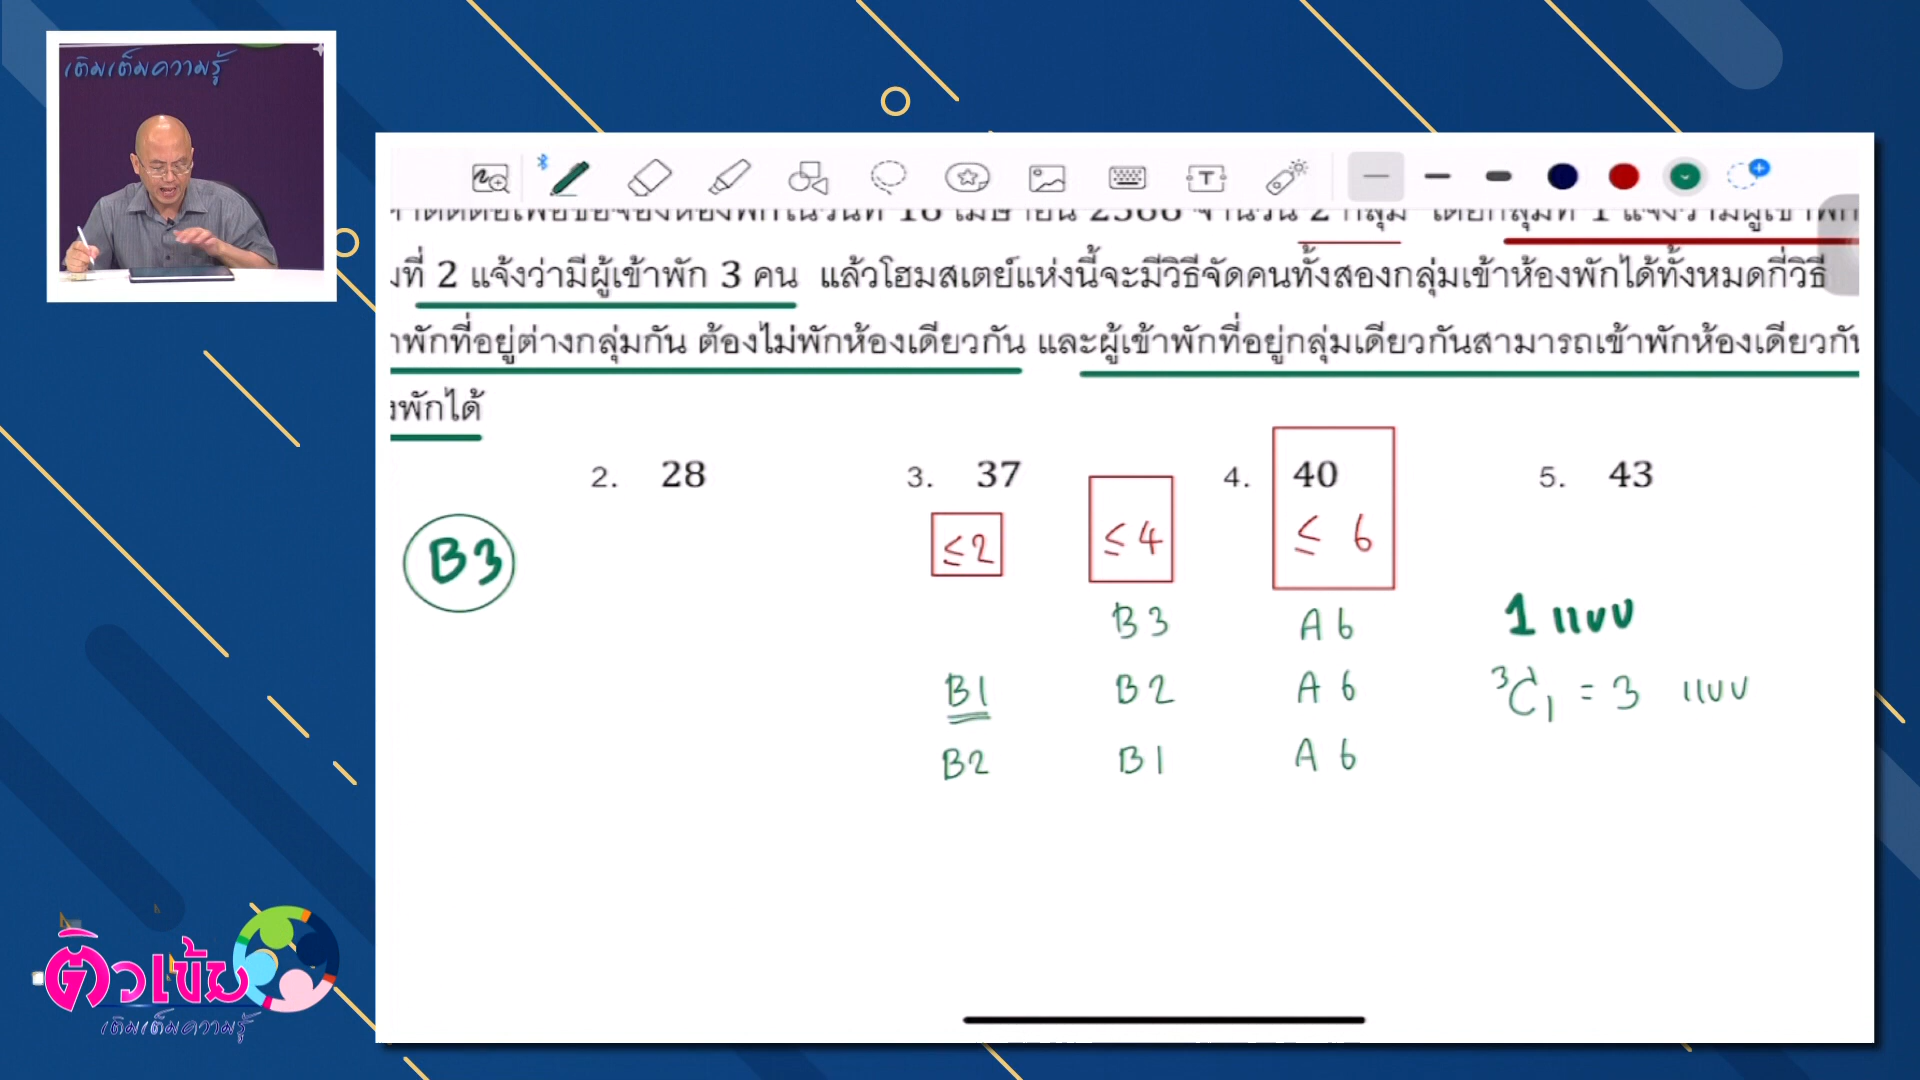 เติมเต็มความรู้
2 กลุ่ม
งที่ 2 แจ้งว่ามีผู้เข้าพัก 3 คน แล้วโฮมสเตย์แห่งนี้จะมีวิธีจัดคนทั้งสองกลุ่มเข้าห้องพักได้ทั้งหมดกี่วิธี
าพักที่อยู่ต่างกลุ่มกัน ต้องไม่พักห้องเดียวกัน และผู้เข้าพักที่อยู่กลุ่มเดียวกันสามารถเข้าพักห้องเดียวกัน
งพักได้
2. 28 3. 37 4. 40 5. 43
B3 ≤2 ≤4 ≤ 6
B3 A6 1 แบบ
B1 B2 A6 ³C₁ = 3 แบบ
B2 B1 A6
ติวเข้ม
เติมเต็มความรู้